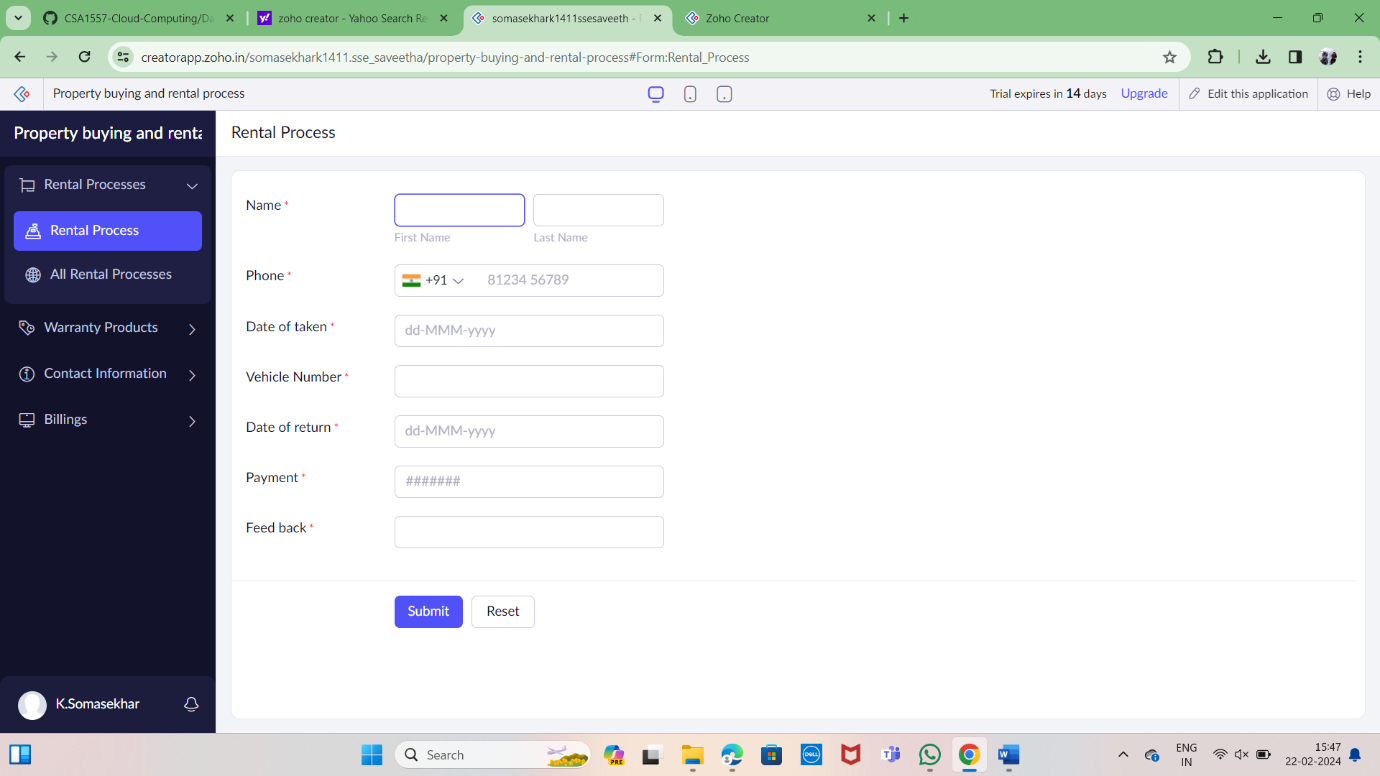 CSA1557-Cloud-Computing/Da
zoho creator - Yahoo Search Re
somasekhark1411ssesaveeth -
Zoho Creator
creatorapp.zoho.in/somasekhark1411.sse_saveetha/property-buying-and-rental-process#Form:Rental_Process
Property buying and rental process
Trial expires in 14 days
Upgrade
Edit this application
Help
Property buying and renta
Rental Process
Rental Processes
Rental Process
All Rental Processes
Warranty Products
Contact Information
Billings
Name *
First Name
Last Name
Phone *
+91
81234 56789
Date of taken *
dd-MMM-yyyy
Vehicle Number *
Date of return *
dd-MMM-yyyy
Payment *
#######
Feed back *
Submit
Reset
K.Somasekhar
Search
PRE
DELL
ENG
IN
15:47
22-02-2024